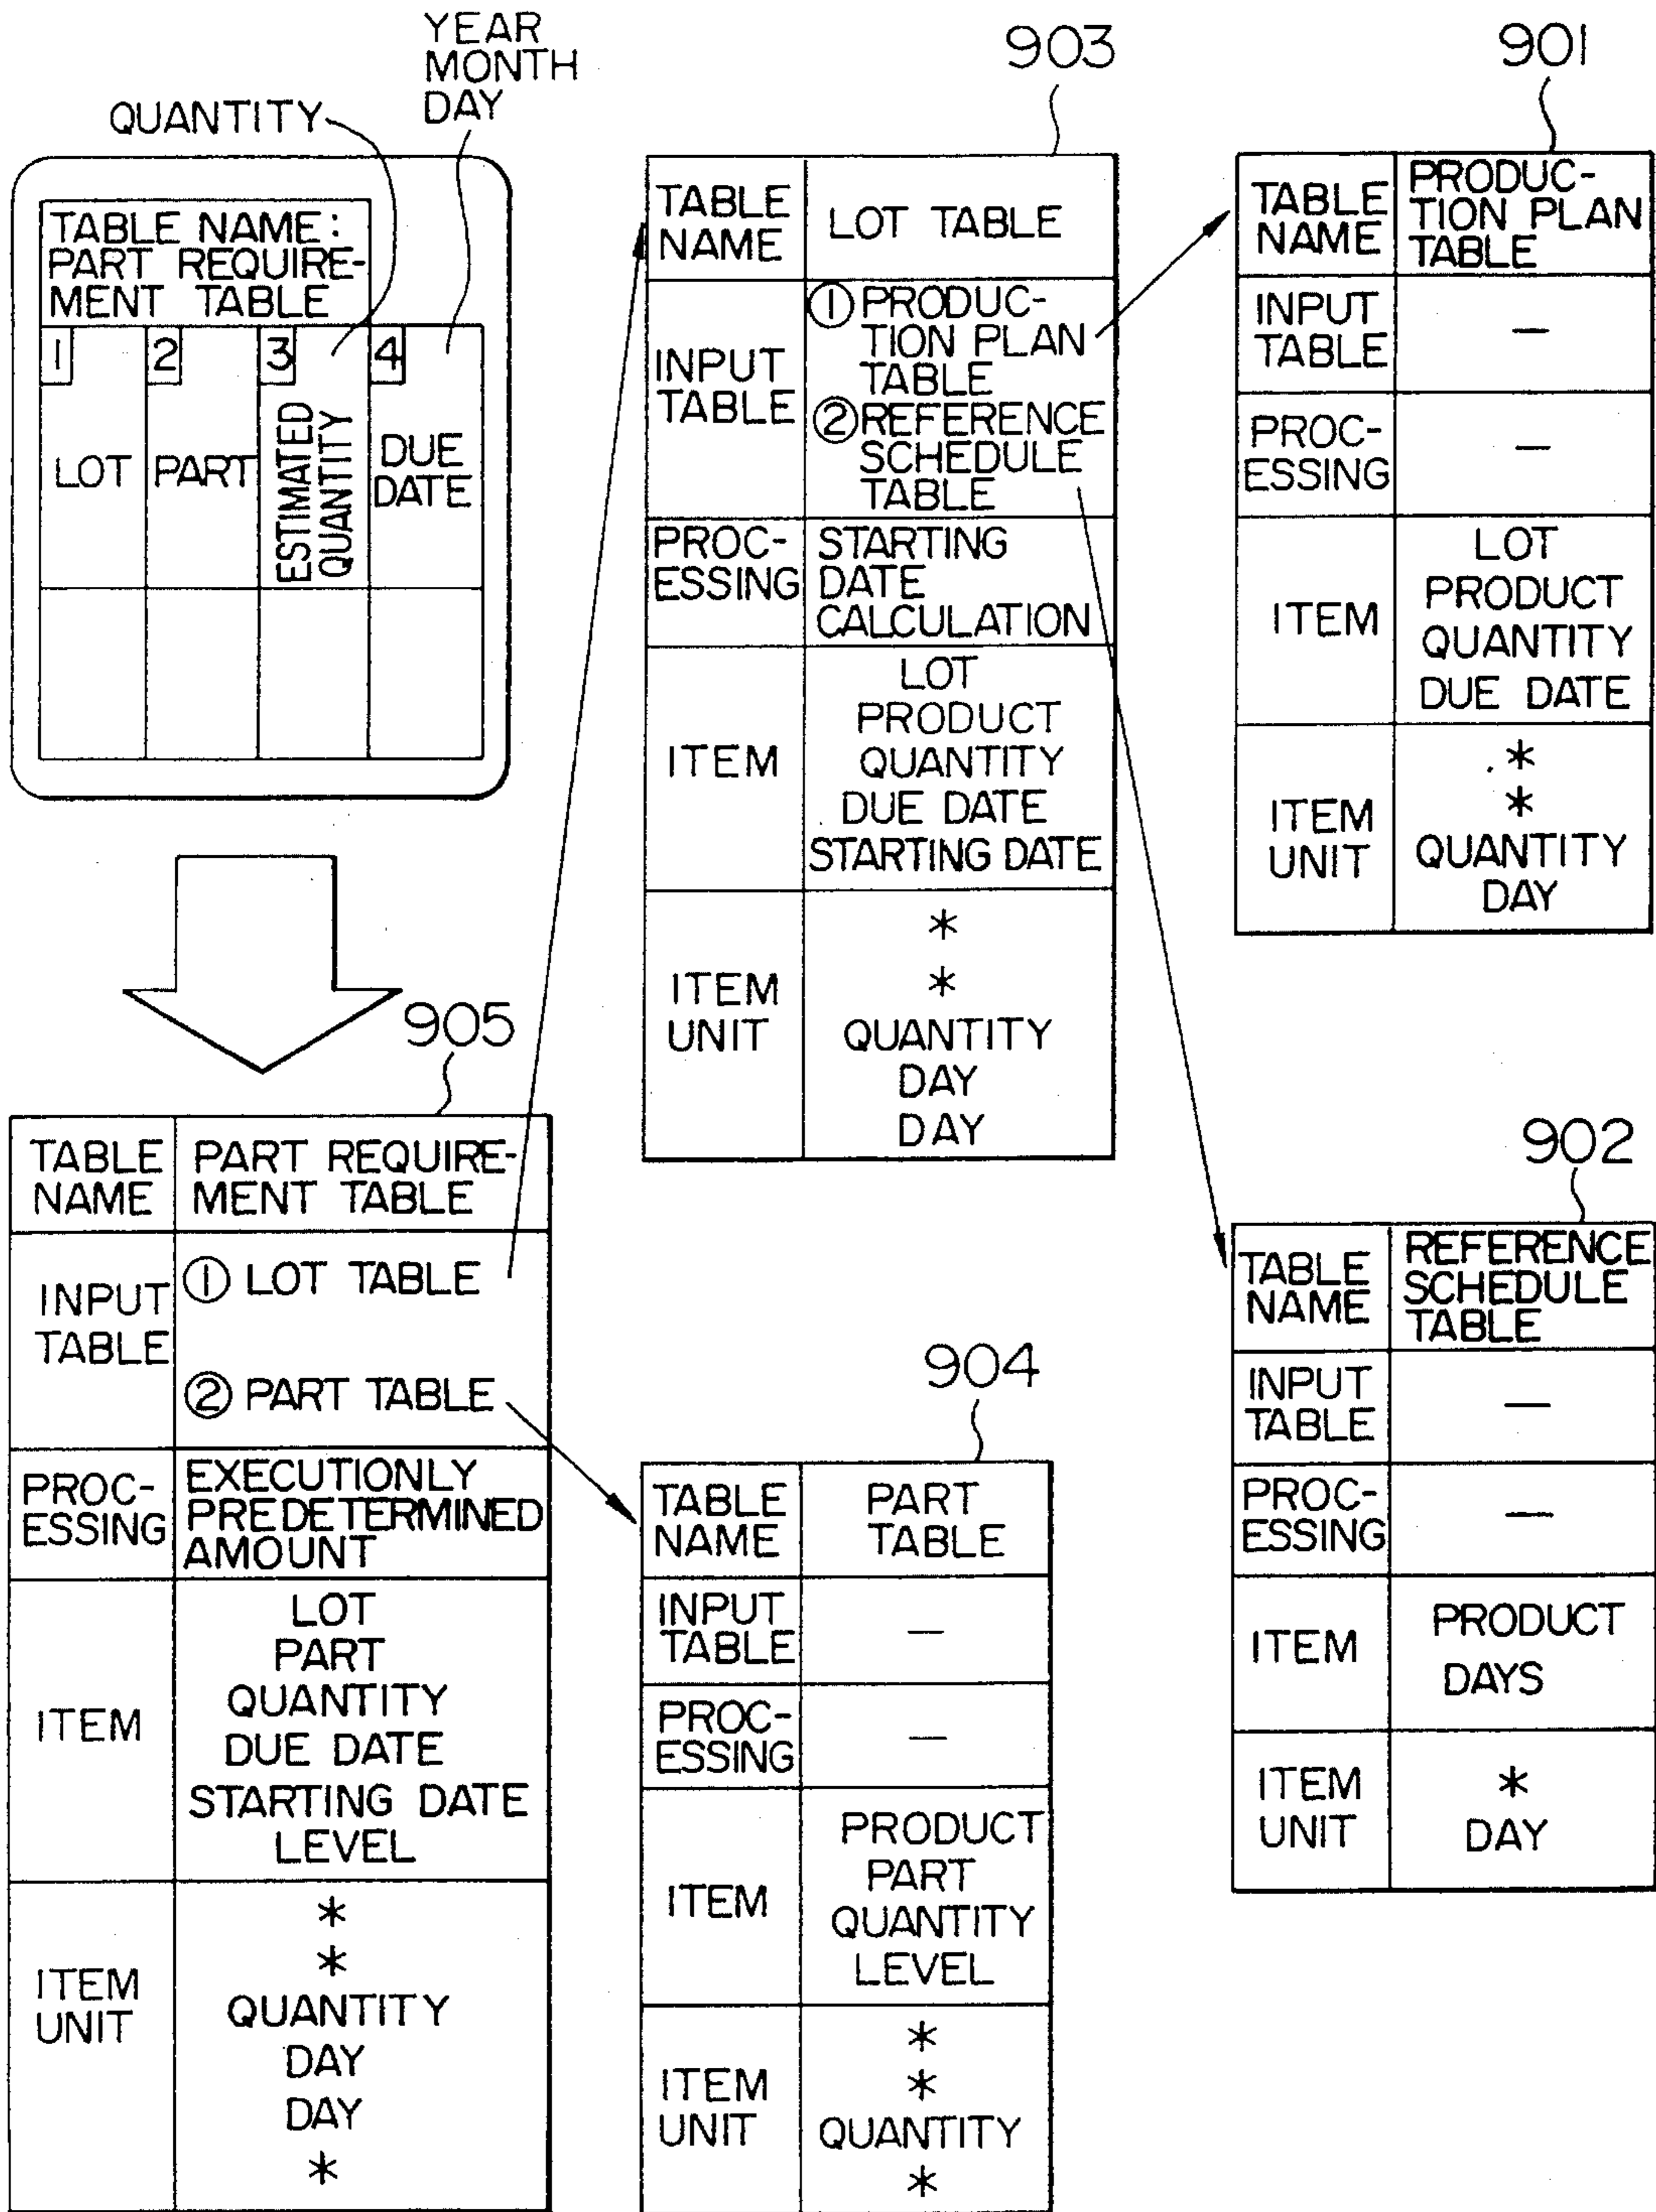 YEAR
MONTH
DAY
QUANTITY
TABLE NAME:
PART REQUIRE-
MENT TABLE
1 2 3 4
LOT
PART
ESTIMATED
QUANTITY
DUE
DATE
903
TABLE
NAME
LOT TABLE
INPUT
TABLE
① PRODUC-
TION PLAN
TABLE
② REFERENCE
SCHEDULE
TABLE
PROC-
ESSING
STARTING
DATE
CALCULATION
ITEM
LOT
PRODUCT
QUANTITY
DUE DATE
STARTING DATE
ITEM
UNIT
*
*
QUANTITY
DAY
DAY
901
TABLE
NAME
PRODUC-
TION PLAN
TABLE
INPUT
TABLE
—
PROC-
ESSING
—
ITEM
LOT
PRODUCT
QUANTITY
DUE DATE
ITEM
UNIT
*
*
QUANTITY
DAY
905
TABLE
NAME
PART REQUIRE-
MENT TABLE
INPUT
TABLE
① LOT TABLE
② PART TABLE
PROC-
ESSING
EXECUTIONLY
PREDETERMINED
AMOUNT
ITEM
LOT
PART
QUANTITY
DUE DATE
STARTING DATE
LEVEL
ITEM
UNIT
*
*
QUANTITY
DAY
DAY
*
904
TABLE
NAME
PART
TABLE
INPUT
TABLE
—
PROC-
ESSING
—
ITEM
PRODUCT
PART
QUANTITY
LEVEL
ITEM
UNIT
*
*
QUANTITY
*
902
TABLE
NAME
REFERENCE
SCHEDULE
TABLE
INPUT
TABLE
—
PROC-
ESSING
—
ITEM
PRODUCT
DAYS
ITEM
UNIT
*
DAY